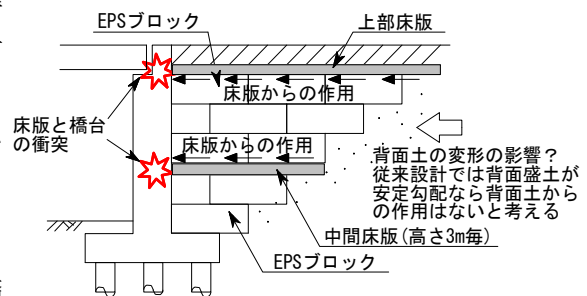 EPSブロック
上部床版
床版からの作用
床版と橋台
の衝突
床版からの作用
背面土の変形の影響？
従来設計では背面盛土が
安定勾配なら背面土から
の作用はないと考える
中間床版(高さ3m毎)
EPSブロック